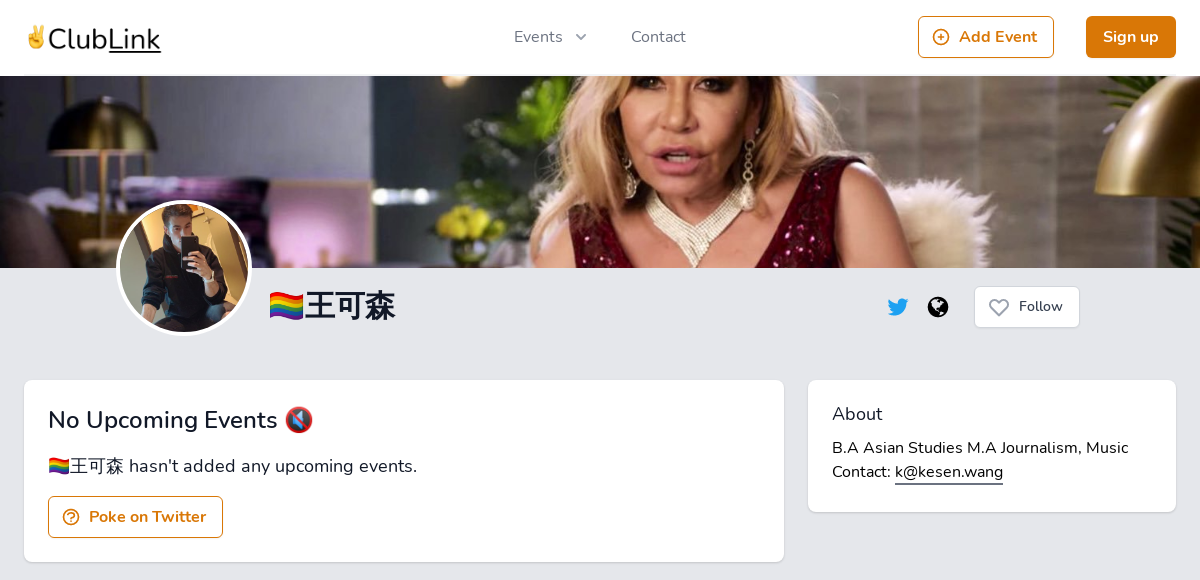 ✌️ClubLink
Events
Contact
Add Event
Sign up
🏳️‍🌈王可森
Follow
No Upcoming Events 🔇
🏳️‍🌈王可森 hasn't added any upcoming events.
Poke on Twitter
About
B.A Asian Studies M.A Journalism, Music
Contact: k@kesen.wang